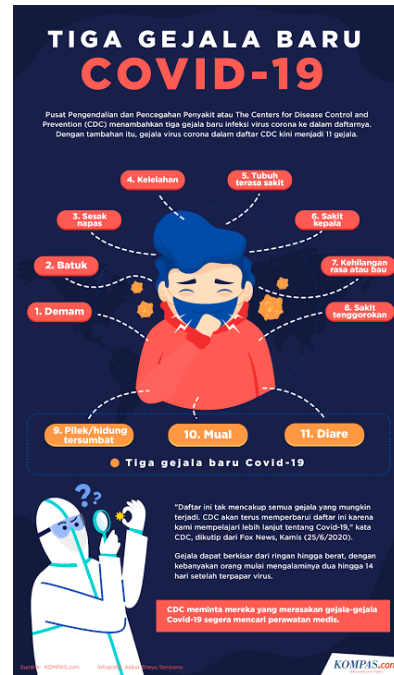 TIGA GEJALA BARU
COVID-19
Pusat Pengendalian dan Pencegahan Penyakit atau The Centers for Disease Control and
Prevention (CDC) menambahkan tiga gejala baru infeksi virus corona ke dalam daftarnya.
Dengan tambahan itu, gejala virus corona dalam daftar CDC kini menjadi 11 gejala.
4. Kelelahan
5. Tubuh
terasa sakit
3. Sesak
napas
6. Sakit
kepala
2. Batuk
7. Kehilangan
rasa atau bau
1. Demam
8. Sakit
tenggorokan
9. Pilek/hidung
tersumbat
10. Mual
11. Diare
Tiga gejala baru Covid-19
??
"Daftar ini tak mencakup semua gejala yang mungkin
terjadi. CDC akan terus memperbarui daftar ini karena
kami mempelajari lebih lanjut tentang Covid-19," kata
CDC, dikutip dari Fox News, Kamis (25/6/2020).
Gejala dapat berkisar dari ringan hingga berat, dengan
kebanyakan orang mulai mengalaminya dua hingga 14
hari setelah terpapar virus.
CDC meminta mereka yang merasakan gejala-gejala
Covid-19 segera mencari perawatan medis.
Sumber: KOMPAS.com Infografis: Akbar Bhayu Tamtomo
KOMPAS.com